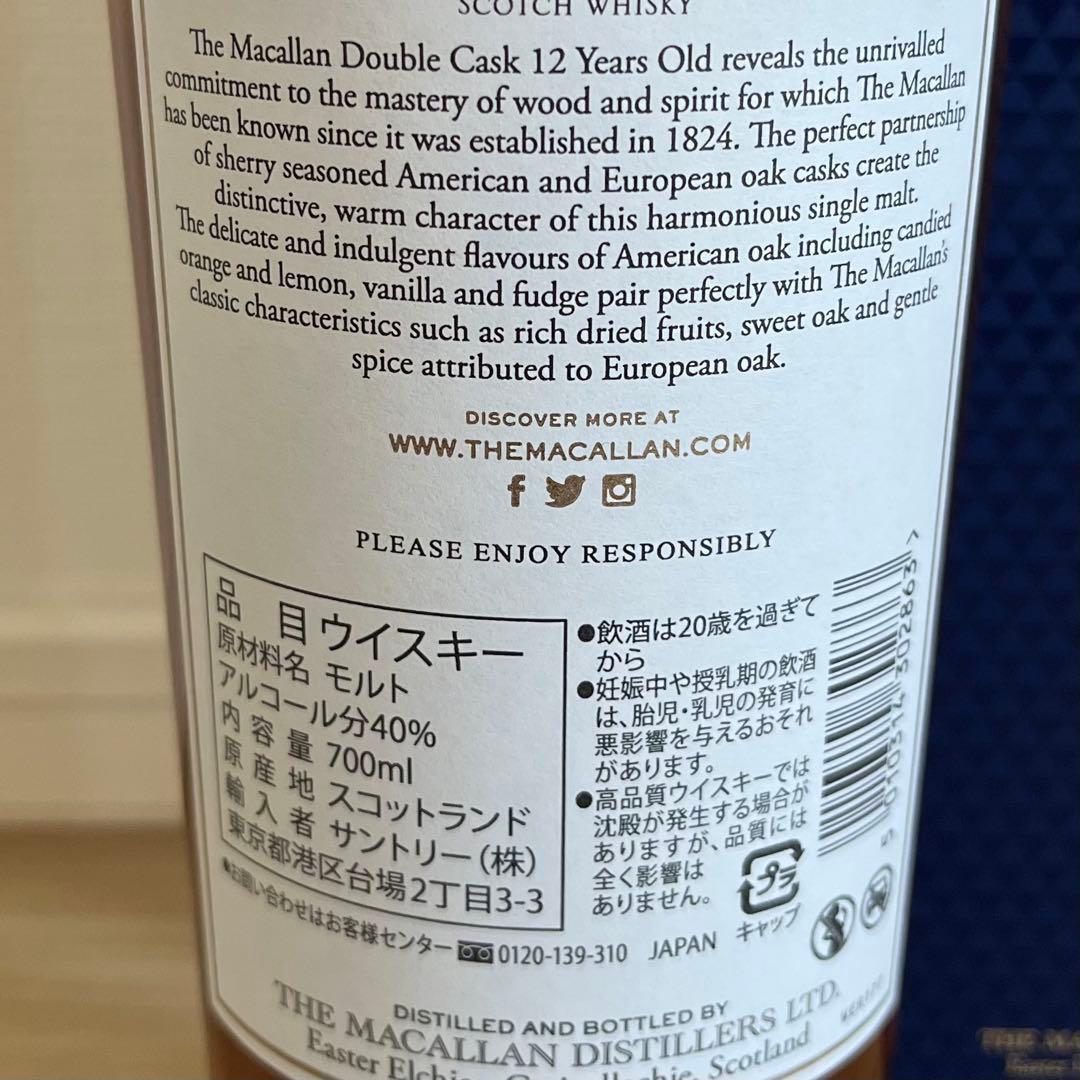 SCOTCH WHISKY
The Macallan Double Cask 12 Years Old reveals the unrivalled
commitment to the mastery of wood and spirit for which The Macallan
has been known since it was established in 1824. The perfect partnership
of sherry seasoned American and European oak casks create the
distinctive, warm character of this harmonious single malt.
The delicate and indulgent flavours of American oak including candied
orange and lemon, vanilla and fudge pair perfectly with The Macallan's
classic characteristics such as rich dried fruits, sweet oak and gentle
spice attributed to European oak.
DISCOVER MORE AT
WWW.THEMACALLAN.COM
PLEASE ENJOY RESPONSIBLY
品 目 ウイスキー
原材料名 モルト
アルコール分40%
内容量 700ml
原産地 スコットランド
輸入者 サントリー(株)
東京都港区台場2丁目3-3
●お問い合わせはお客様センター 0120-139-310 JAPAN
●飲酒は20歳を過ぎて
から
●妊娠中や授乳期の飲酒
は、胎児・乳児の発育に
悪影響を与えるおそれ
があります。
●高品質ウイスキーでは
沈殿が発生する場合が
ありますが、品質には
全く影響は
ありません。
プラ
キャップ
5 010314 302863 >
DISTILLED AND BOTTLED BY
THE MACALLAN DISTILLERS LTD.
Easter Elchies, Craigellachie, Scotland